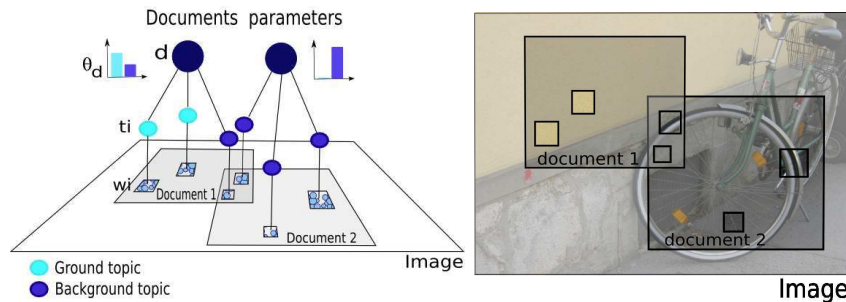 Documents parameters
θd
d
ti
wi
Document 1
Document 2
Image
Ground topic
Background topic
document 1
document 2
Image